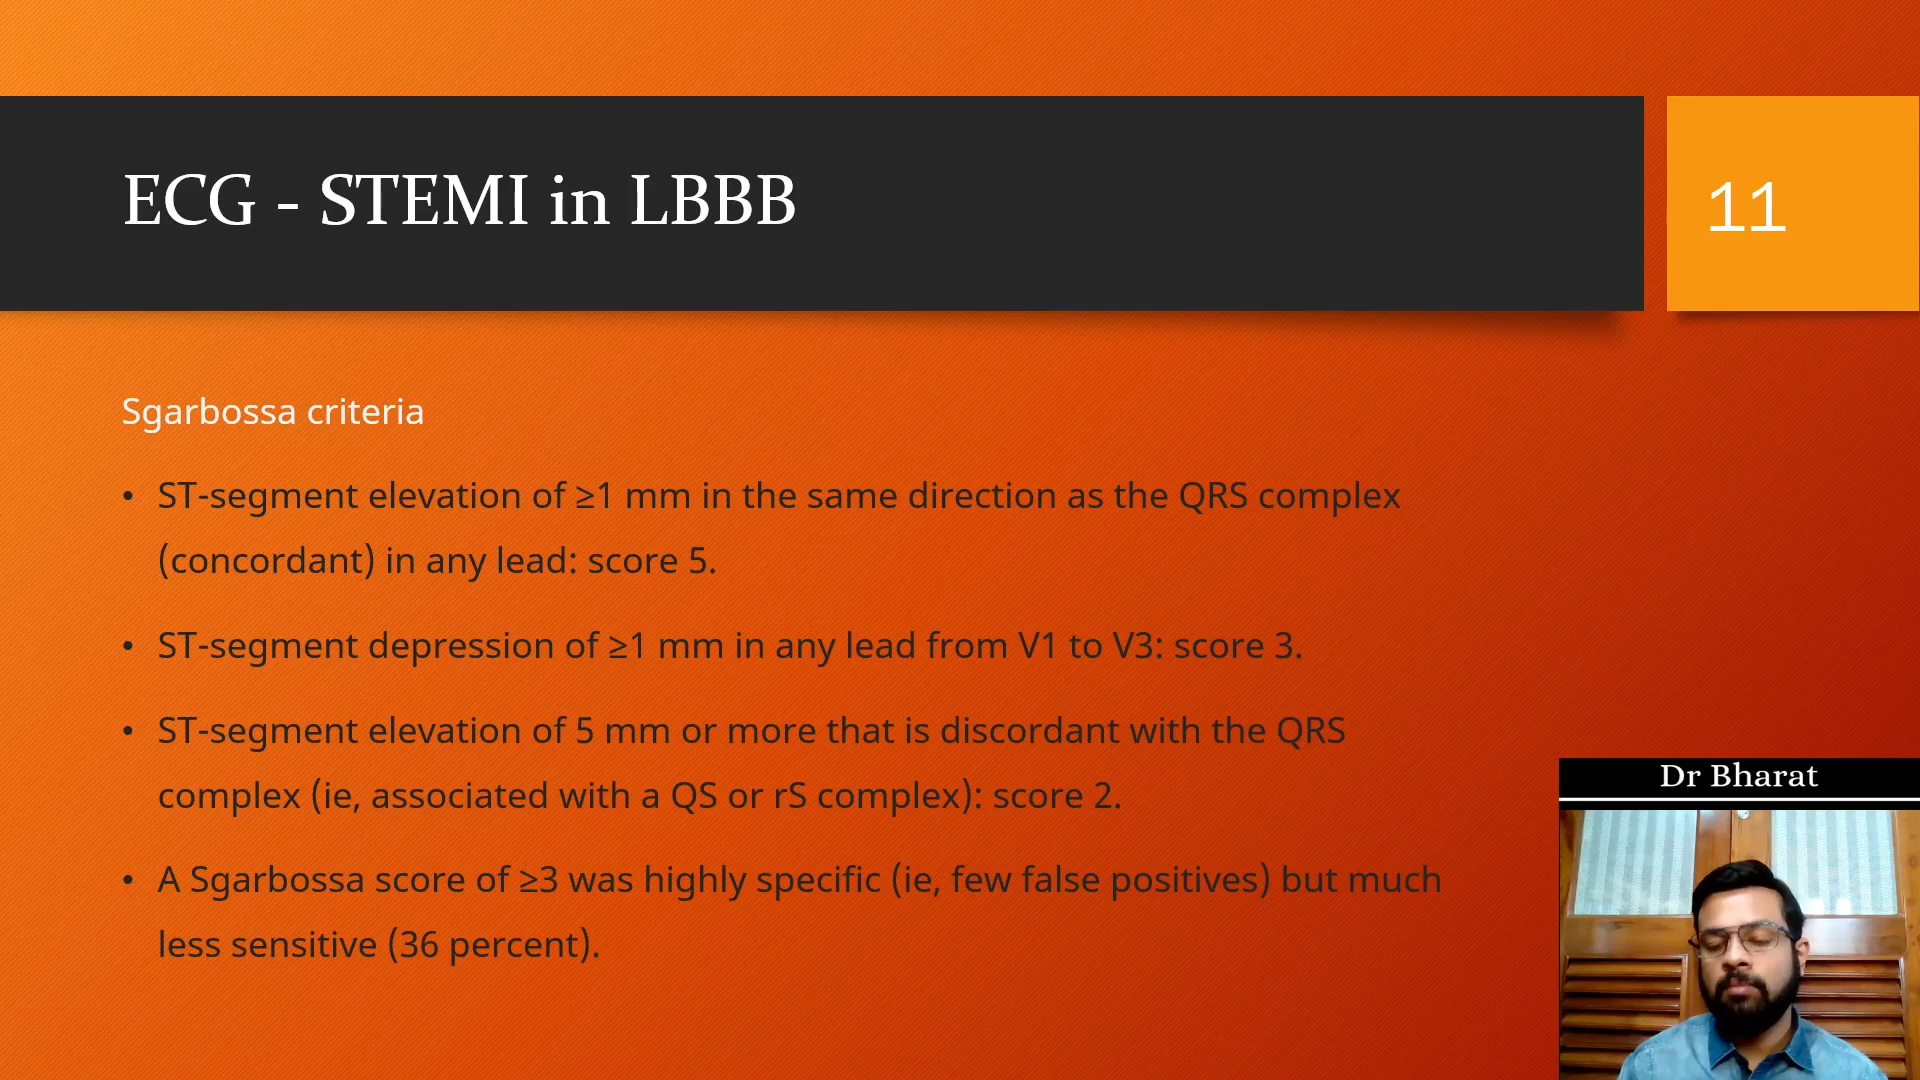 ECG - STEMI in LBBB
11
Sgarbossa criteria
• ST-segment elevation of ≥1 mm in the same direction as the QRS complex
(concordant) in any lead: score 5.
• ST-segment depression of ≥1 mm in any lead from V1 to V3: score 3.
• ST-segment elevation of 5 mm or more that is discordant with the QRS
complex (ie, associated with a QS or rS complex): score 2.
• A Sgarbossa score of ≥3 was highly specific (ie, few false positives) but much
less sensitive (36 percent).
Dr Bharat